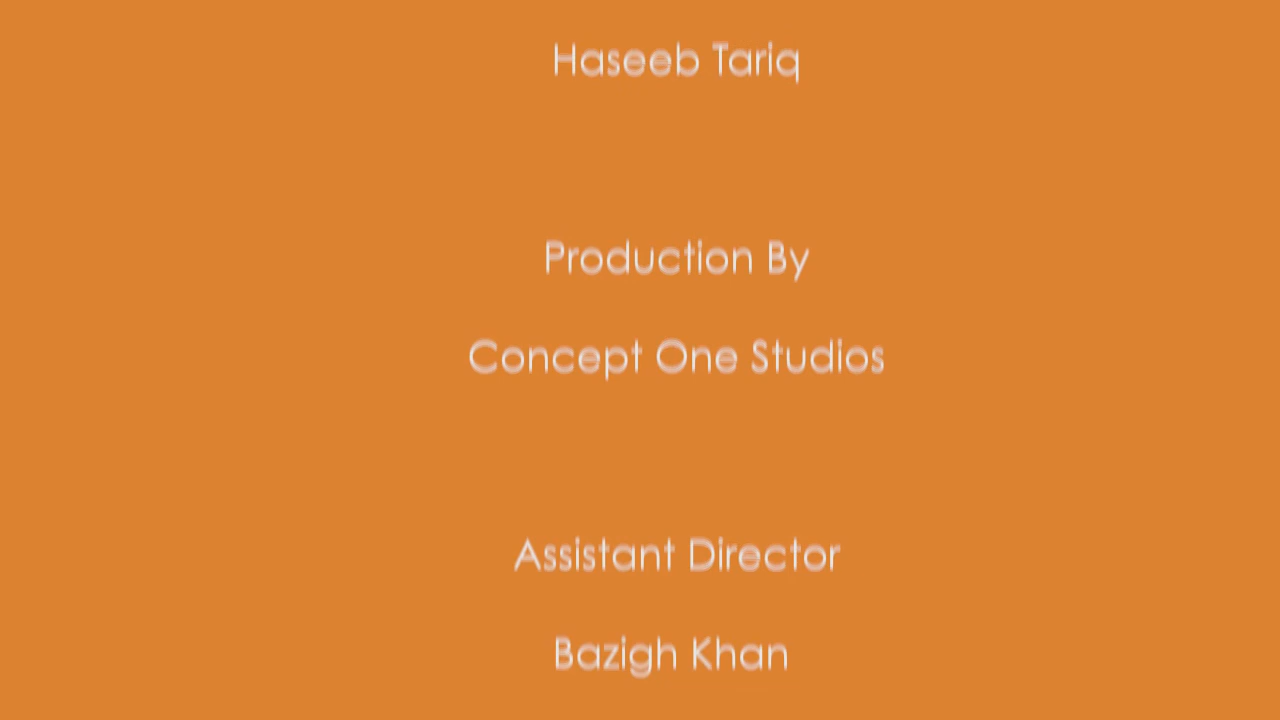 Haseeb Tariq
Production By
Concept One Studios
Assistant Director
Bazigh Khan